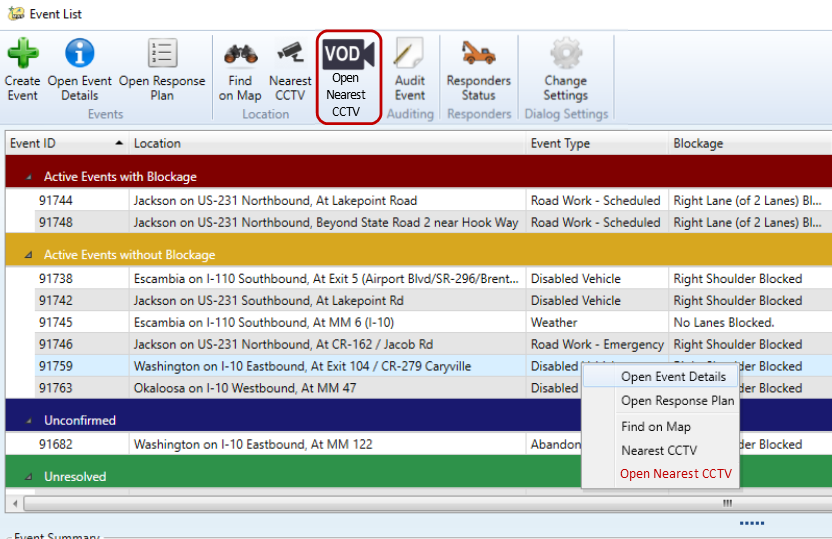 Event List
Create Event
Open Event Details
Open Response Plan
Events
Find on Map
Nearest CCTV
Location
VOD
Open Nearest CCTV
Audit Event
Auditing
Responders Status
Responders
Change Settings
Dialog Settings
Event ID Location Event Type Blockage
Active Events with Blockage
91744 Jackson on US-231 Northbound, At Lakepoint Road Road Work - Scheduled Right Lane (of 2 Lanes) Bl...
91748 Jackson on US-231 Northbound, Beyond State Road 2 near Hook Way Road Work - Scheduled Right Lane (of 2 Lanes) Bl...
Active Events without Blockage
91738 Escambia on I-110 Southbound, At Exit 5 (Airport Blvd/SR-296/Brent... Disabled Vehicle Right Shoulder Blocked
91742 Jackson on US-231 Southbound, At Lakepoint Rd Disabled Vehicle Right Shoulder Blocked
91745 Escambia on I-110 Southbound, At MM 6 (I-10) Weather No Lanes Blocked.
91746 Jackson on US-231 Northbound, At CR-162 / Jacob Rd Road Work - Emergency Right Shoulder Blocked
91759 Washington on I-10 Eastbound, At Exit 104 / CR-279 Caryville Disabled der Blocked
91763 Okaloosa on I-10 Westbound, At MM 47 Disabled der Blocked
Unconfirmed
91682 Washington on I-10 Eastbound, At MM 122 Abandon der Blocked
Unresolved
Open Event Details
Open Response Plan
Find on Map
Nearest CCTV
Open Nearest CCTV
Event Summary